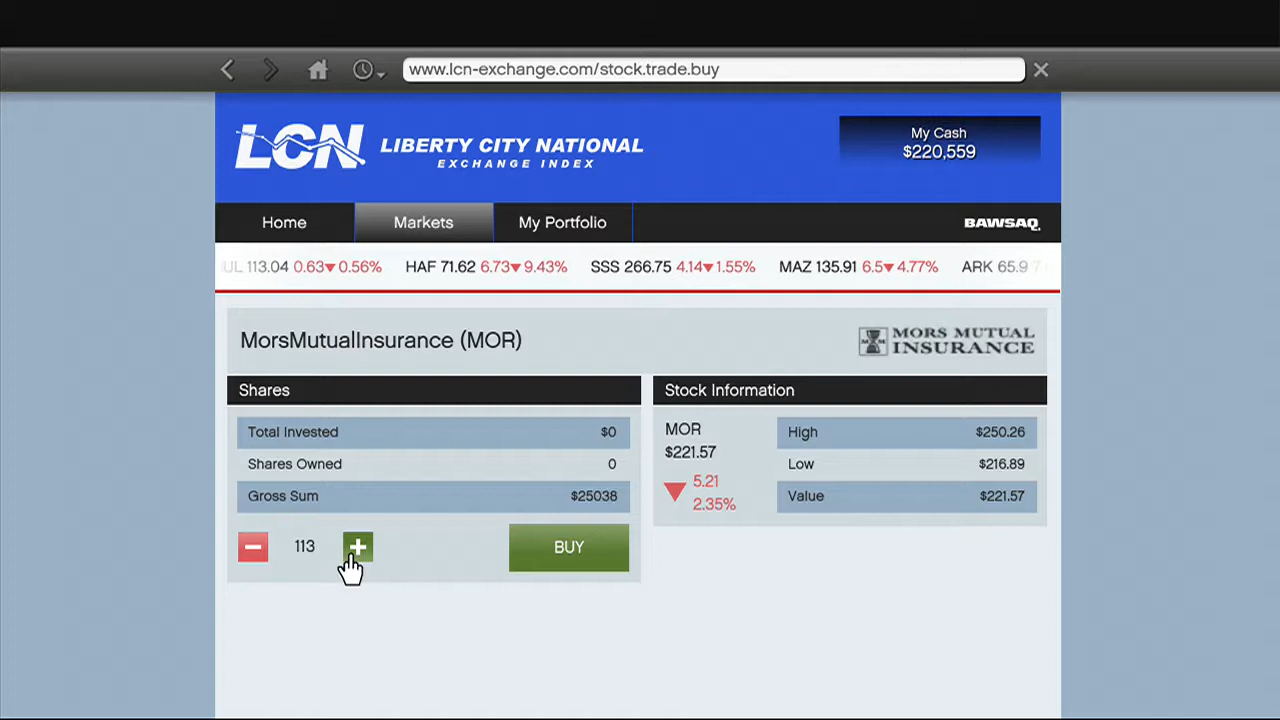 www.lcn-exchange.com/stock.trade.buy
LCN LIBERTY CITY NATIONAL
EXCHANGE INDEX
My Cash
$220,559
Home Markets My Portfolio BAWSAQ
UL 113.04 0.63▼0.56% HAF 71.62 6.73▼9.43% SSS 266.75 4.14▼1.55% MAZ 135.91 6.5▼4.77% ARK 65.9
MorsMutualInsurance (MOR)
MORS MUTUAL
INSURANCE
Shares
Total Invested $0
Shares Owned 0
Gross Sum $25038
113
BUY
Stock Information
MOR
$221.57
5.21
2.35%
High $250.26
Low $216.89
Value $221.57